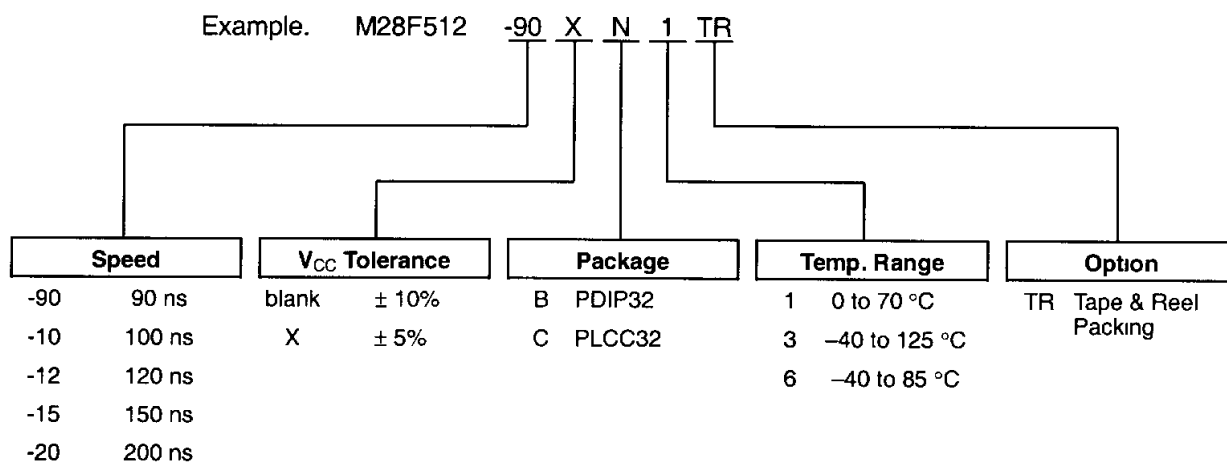 Example. M28F512 -90 X N 1 TR
Speed
-90 90 ns
-10 100 ns
-12 120 ns
-15 150 ns
-20 200 ns
VCC Tolerance
blank ± 10%
X ± 5%
Package
B PDIP32
C PLCC32
Temp. Range
1 0 to 70 °C
3 –40 to 125 °C
6 –40 to 85 °C
Option
TR Tape & Reel
Packing